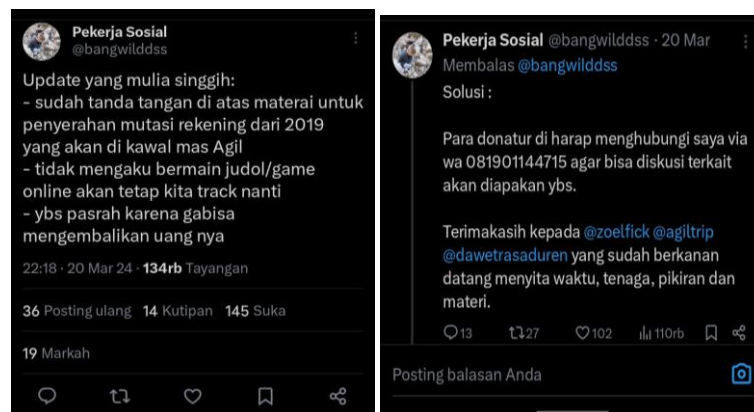 Pekerja Sosial
@bangwilddss
Update yang mulia singgih:
- sudah tanda tangan di atas materai untuk
penyerahan mutasi rekening dari 2019
yang akan di kawal mas Agil
- tidak mengaku bermain judol/game
online akan tetap kita track nanti
- ybs pasrah karena gabisa
mengembalikan uang nya
22:18 · 20 Mar 24 · 134rb Tayangan
36 Posting ulang 14 Kutipan 145 Suka
19 Markah
Pekerja Sosial @bangwilddss · 20 Mar
Membalas @bangwilddss
Solusi :
Para donatur di harap menghubungi saya via
wa 081901144715 agar bisa diskusi terkait
akan diapakan ybs.
Terimakasih kepada @zoelfick @agiltrip
@dawetrasaduren yang sudah berkanan
datang menyita waktu, tenaga, pikiran dan
materi.
13 27 102 110rb
Posting balasan Anda